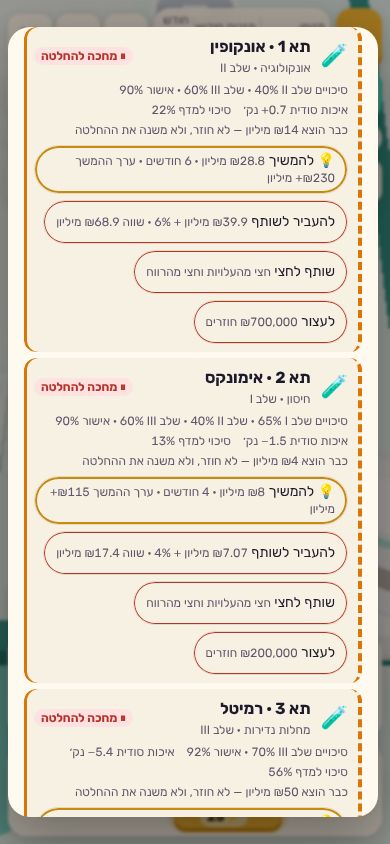 תא 1 • אונקופין
מחכה להחלטה
אונקולוגיה • שלב II
סיכויים שלב II 40% • שלב III 60% • אישור 90%
איכות סודית 0.7+ נק׳ סיכוי למדף 22%
כבר הוצא ₪14 מיליון – לא חוזר, ולא משנה את ההחלטה
💡 להמשיך ₪28.8 מיליון • 6 חודשים • ערך ההמשך
₪230+ מיליון
להעביר לשותף ₪39.9 מיליון + 6% • שווה ₪68.9 מיליון
שותף לחצי חצי מהעלויות וחצי מהרווח
לעצור ₪700,000 חוזרים
תא 2 • אימונקס
מחכה להחלטה
חיסון • שלב I
סיכויים שלב I 65% • שלב II 40% • שלב III 60% • אישור 90%
איכות סודית 1.5− נק׳ סיכוי למדף 13%
כבר הוצא ₪4 מיליון – לא חוזר, ולא משנה את ההחלטה
💡 להמשיך ₪8 מיליון • 4 חודשים • ערך ההמשך ₪115+
מיליון
להעביר לשותף ₪7.07 מיליון + 4% • שווה ₪17.4 מיליון
שותף לחצי חצי מהעלויות וחצי מהרווח
לעצור ₪200,000 חוזרים
תא 3 • רמיטל
מחכה להחלטה
מחלות נדירות • שלב III
סיכויים שלב III 70% • אישור 92% איכות סודית 5.4− נק׳
סיכוי למדף 56%
כבר הוצא ₪50 מיליון – לא חוזר, ולא משנה את ההחלטה